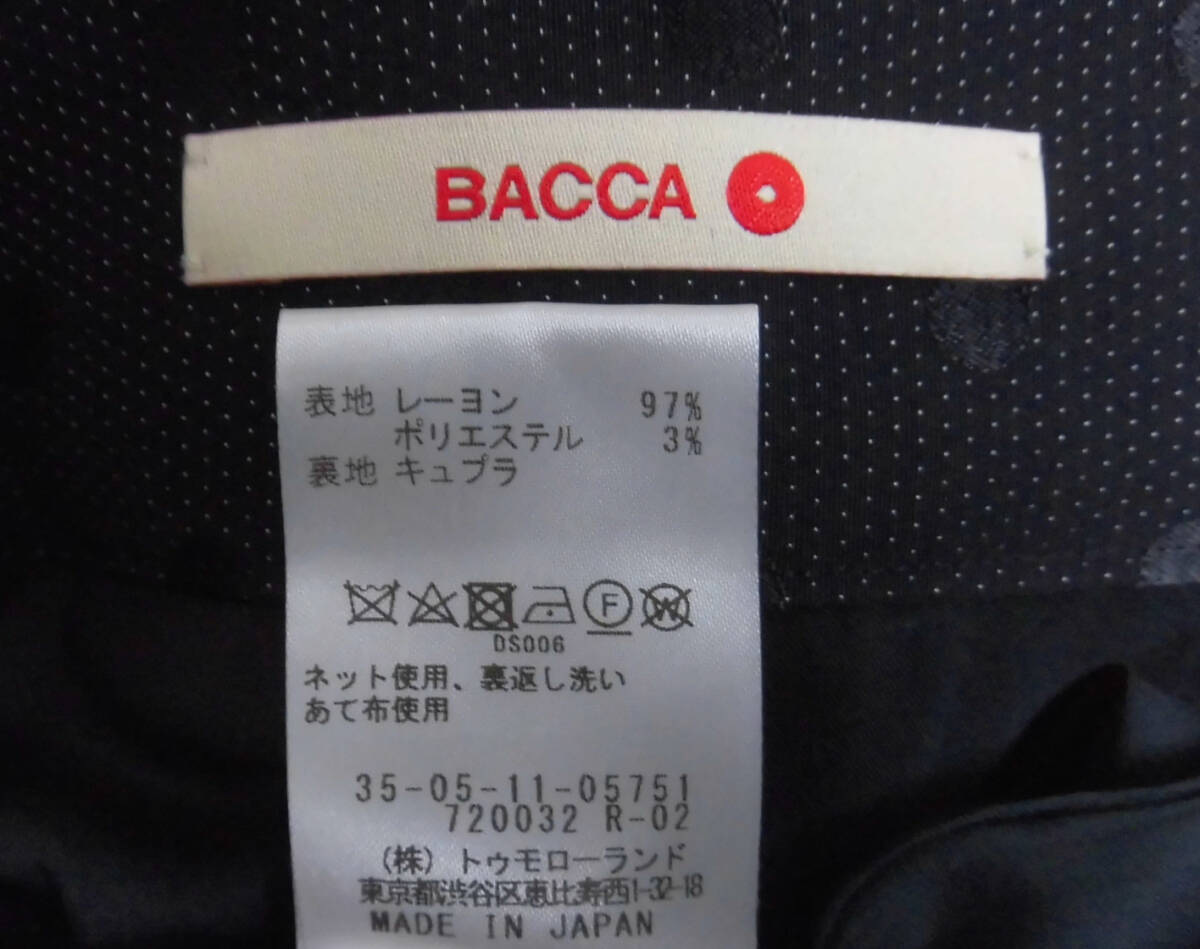 BACCA
表地 レーヨン 97%
ポリエステル 3%
裏地 キュプラ
F W
DS006
ネット使用、裏返し洗い
あて布使用
35-05-11-05751
720032 R-02
(株) トゥモローランド
東京都渋谷区恵比寿西1-32-18
MADE IN JAPAN